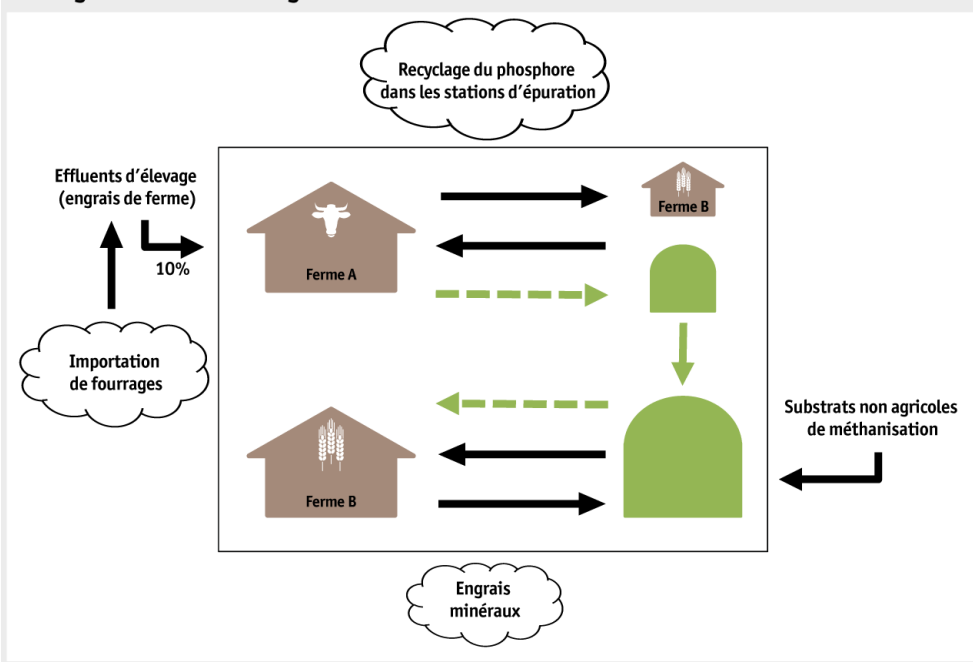 Recyclage du phosphore
dans les stations d'épuration
Effluents d'élevage
(engrais de ferme)
10%
Ferme A
Ferme B
Importation
de fourrages
Substrats non agricoles
de méthanisation
Ferme B
Engrais
minéraux